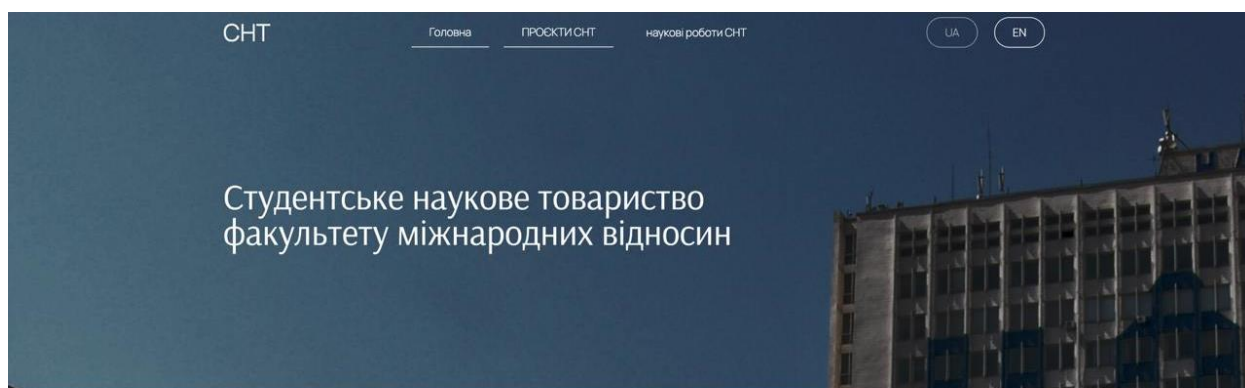 СНТ
Головна ПРОЄКТИ СНТ наукові роботи СНТ
UA EN
Студентське наукове товариство
факультету міжнародних відносин